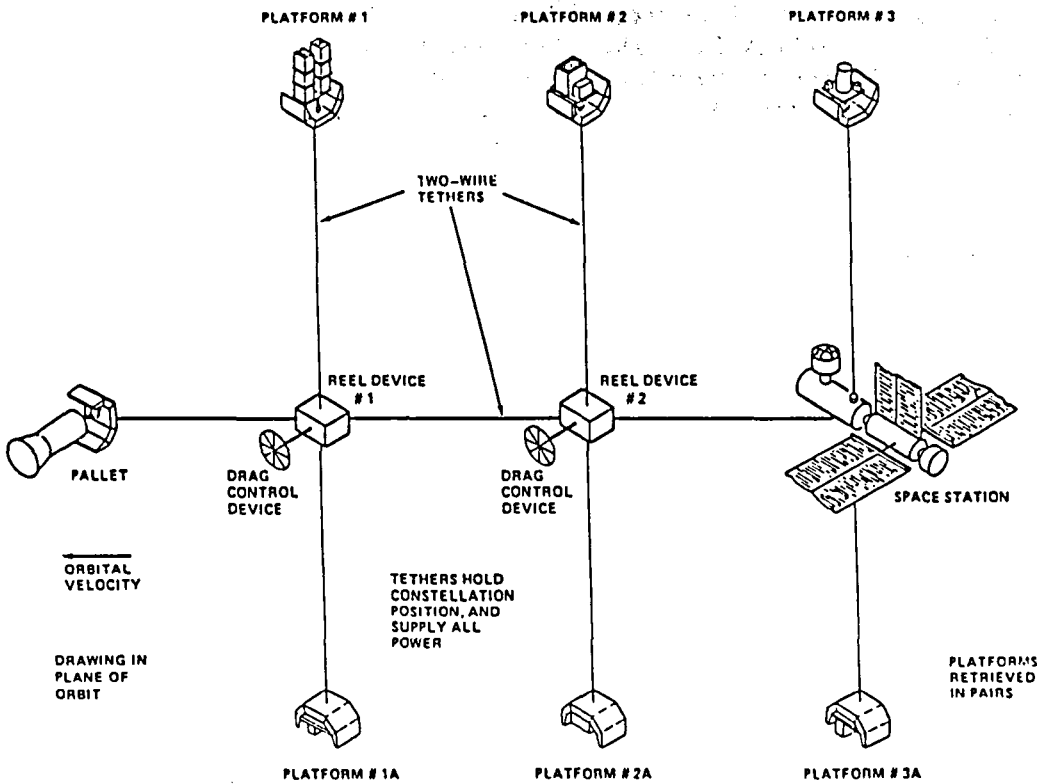 PLATFORM # 1
PLATFORM # 2
PLATFORM # 3
TWO-WIRE
TETHERS
REEL DEVICE
# 1
REEL DEVICE
# 2
PALLET
DRAG
CONTROL
DEVICE
DRAG
CONTROL
DEVICE
SPACE STATION
ORBITAL
VELOCITY
TETHERS HOLD
CONSTELLATION
POSITION, AND
SUPPLY ALL
POWER
DRAWING IN
PLANE OF
ORBIT
PLATFORMS
RETRIEVED
IN PAIRS
PLATFORM # 1A
PLATFORM # 2A
PLATFORM # 3A